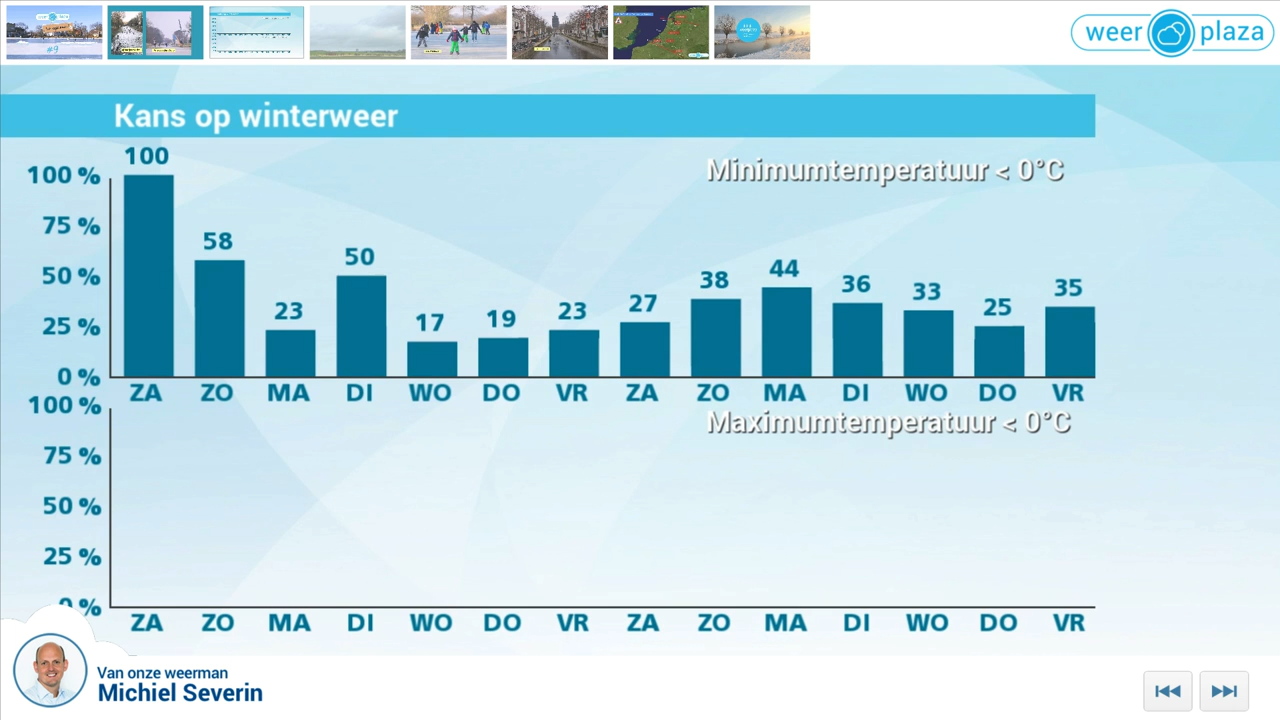 weer plaza
Kans op winterweer
Minimumtemperatuur < 0°C
100 %
75 %
50 %
25 %
0 %
100 58 23 50 17 19 23 27 38 44 36 33 25 35
ZA ZO MA DI WO DO VR ZA ZO MA DI WO DO VR
Maximumtemperatuur < 0°C
100 %
75 %
50 %
25 %
0 %
ZA ZO MA DI WO DO VR ZA ZO MA DI WO DO VR
Van onze weerman
Michiel Severin